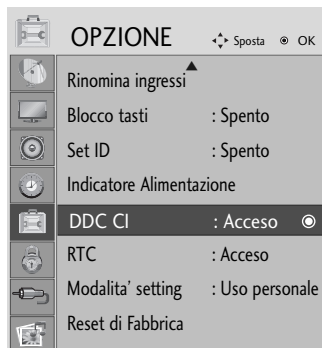 OPZIONE Sposta OK
Rinomina ingressi
Blocco tasti : Spento
Set ID : Spento
Indicatore Alimentazione
DDC CI : Acceso
RTC : Acceso
Modalita' setting : Uso personale
Reset di Fabbrica